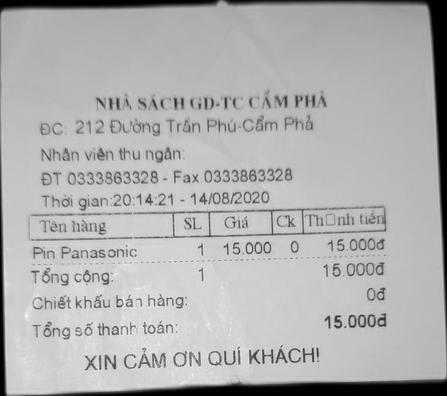 NHÀ SÁCH GD-TC CẨM PHẢ
ĐC: 212 Đường Trần Phú-Cẩm Phả
Nhân viên thu ngân:
ĐT 0333863328 - Fax 0333863328
Thời gian:20:14:21 - 14/08/2020
Tên hàng SL Giá Ck Th□nh tiền
Pin Panasonic 1 15.000 0 15.000đ
Tổng cộng: 1 15.000đ
Chiết khấu bán hàng: 0đ
Tổng số thanh toán: 15.000đ
XIN CẢM ƠN QUÍ KHÁCH!